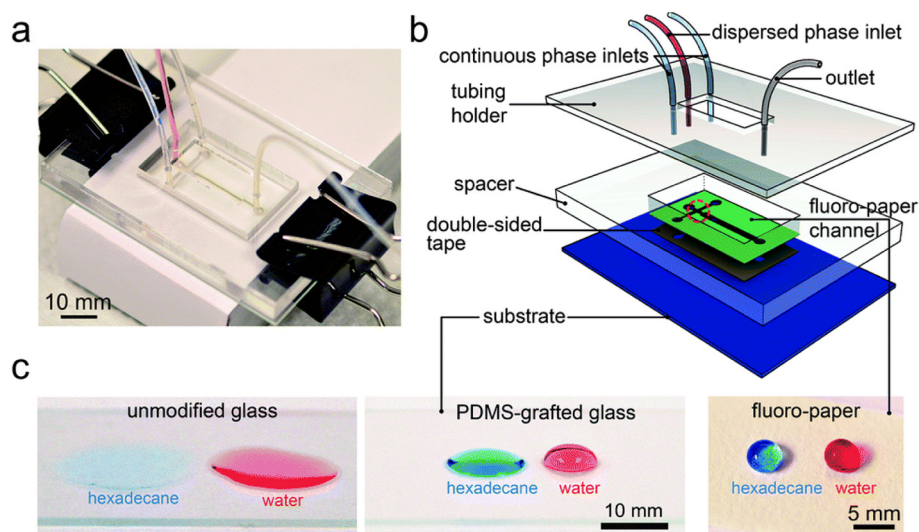 a
10 mm
b
dispersed phase inlet
continuous phase inlets
outlet
tubing
holder
spacer
fluoro-paper
channel
double-sided
tape
substrate
c
unmodified glass
hexadecane
water
PDMS-grafted glass
hexadecane
water
10 mm
fluoro-paper
hexadecane
water
5 mm